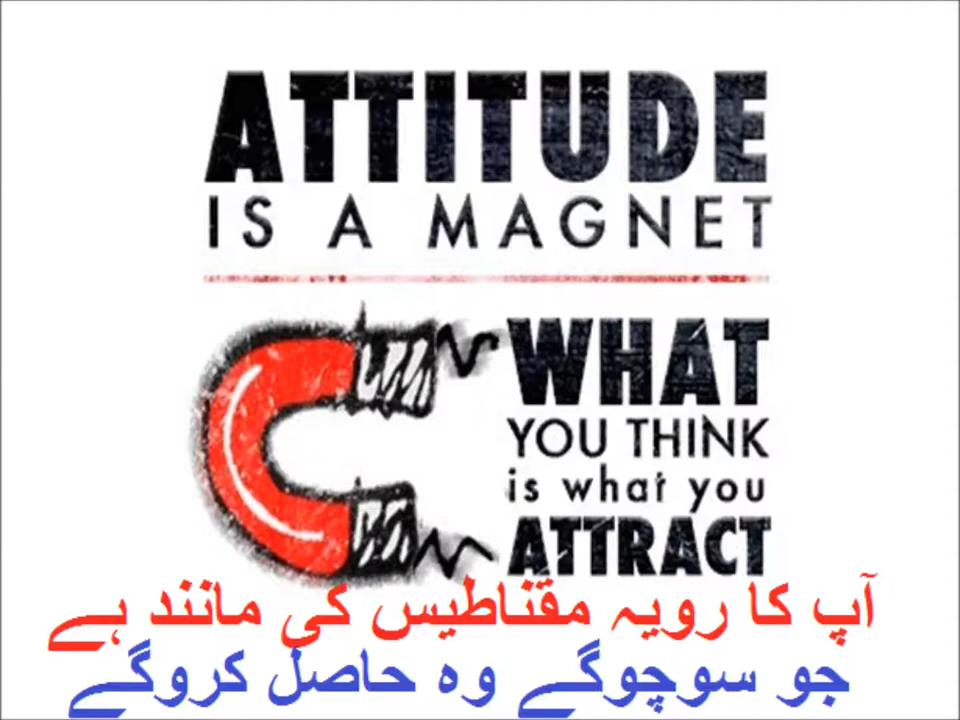 ATTITUDE
IS A MAGNET
WHAT
YOU THINK
is what you
ATTRACT
آپ کا رویہ مقناطیس کی مانند ہے
جو سوچوگے وہ حاصل کروگے